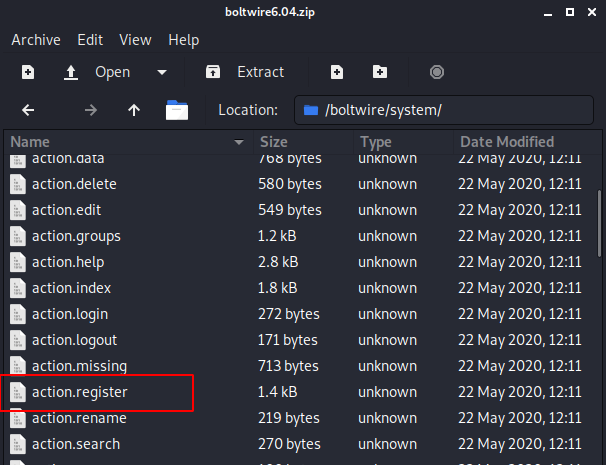 boltwire6.04.zip
Archive Edit View Help
Open Extract
Location: /boltwire/system/
Name Size Type Date Modified
action.data 768 bytes unknown 22 May 2020, 12:11
action.delete 580 bytes unknown 22 May 2020, 12:11
action.edit 549 bytes unknown 22 May 2020, 12:11
action.groups 1.2 kB unknown 22 May 2020, 12:11
action.help 2.8 kB unknown 22 May 2020, 12:11
action.index 1.8 kB unknown 22 May 2020, 12:11
action.login 272 bytes unknown 22 May 2020, 12:11
action.logout 171 bytes unknown 22 May 2020, 12:11
action.missing 713 bytes unknown 22 May 2020, 12:11
action.register 1.4 kB unknown 22 May 2020, 12:11
action.rename 219 bytes unknown 22 May 2020, 12:11
action.search 270 bytes unknown 22 May 2020, 12:11